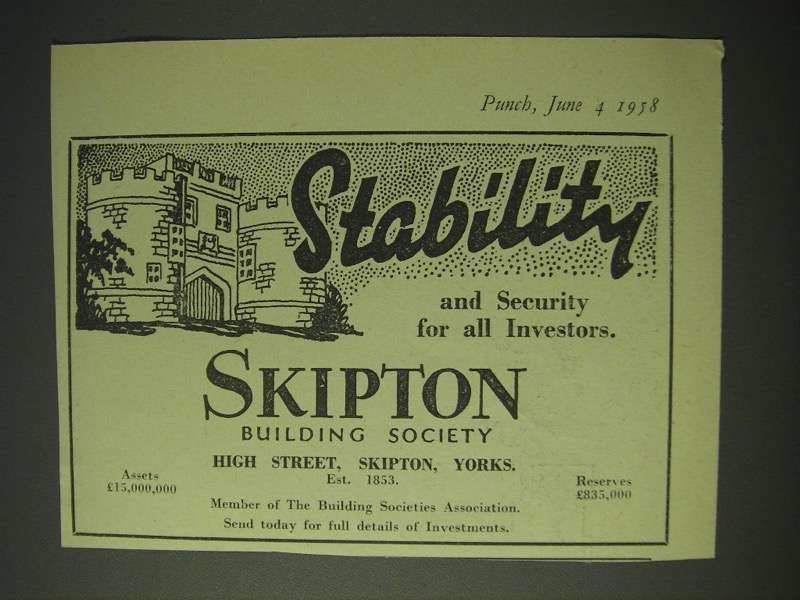 Punch, June 4 1958
Stability
and Security
for all Investors.
SKIPTON
BUILDING SOCIETY
HIGH STREET, SKIPTON, YORKS.
Est. 1853.
Assets
£15,000,000
Reserves
£835,000
Member of The Building Societies Association.
Send today for full details of Investments.